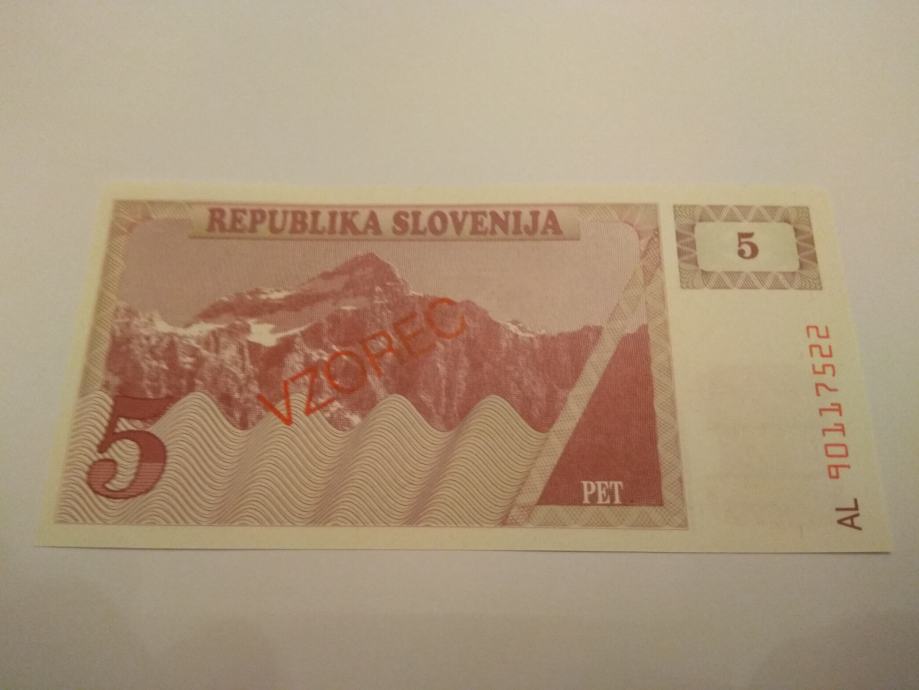 REPUBLIKA SLOVENIJA
5
VZOREC
5
PET
AL 90117522